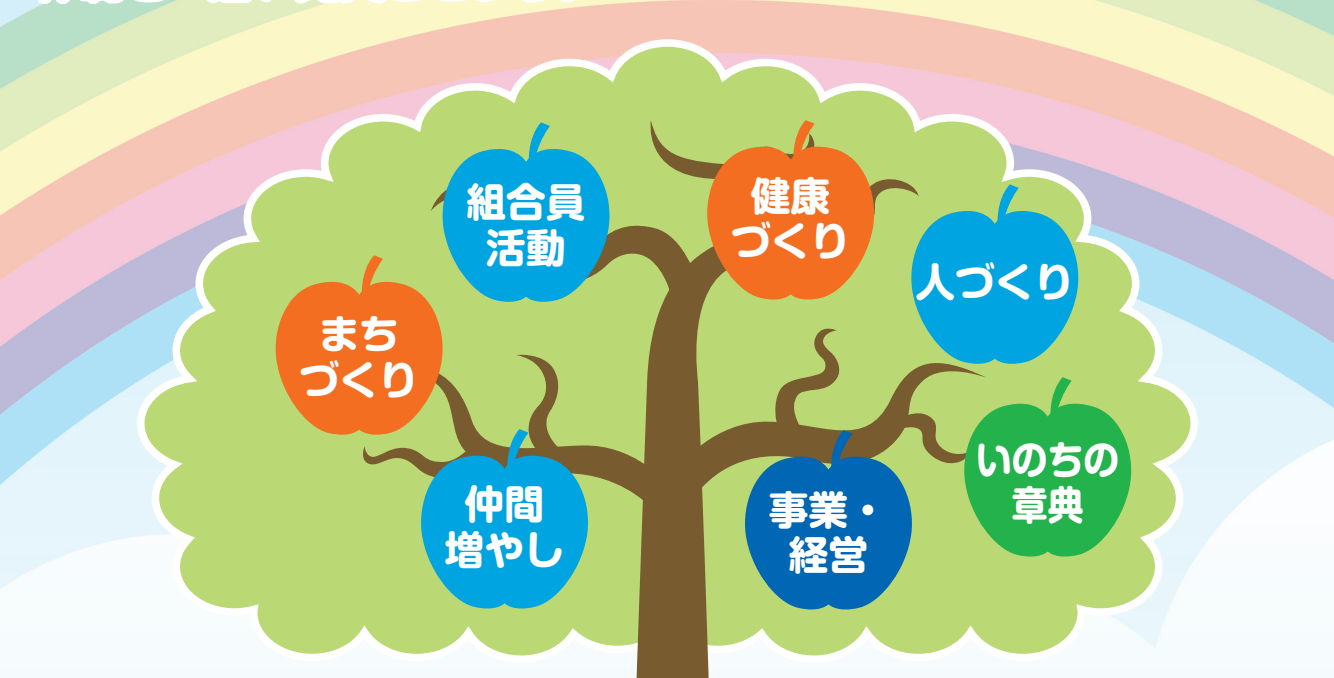 組合員
活動
健康
づくり
人づくり
まち
づくり
いのちの
章典
仲間
増やし
事業・
経営